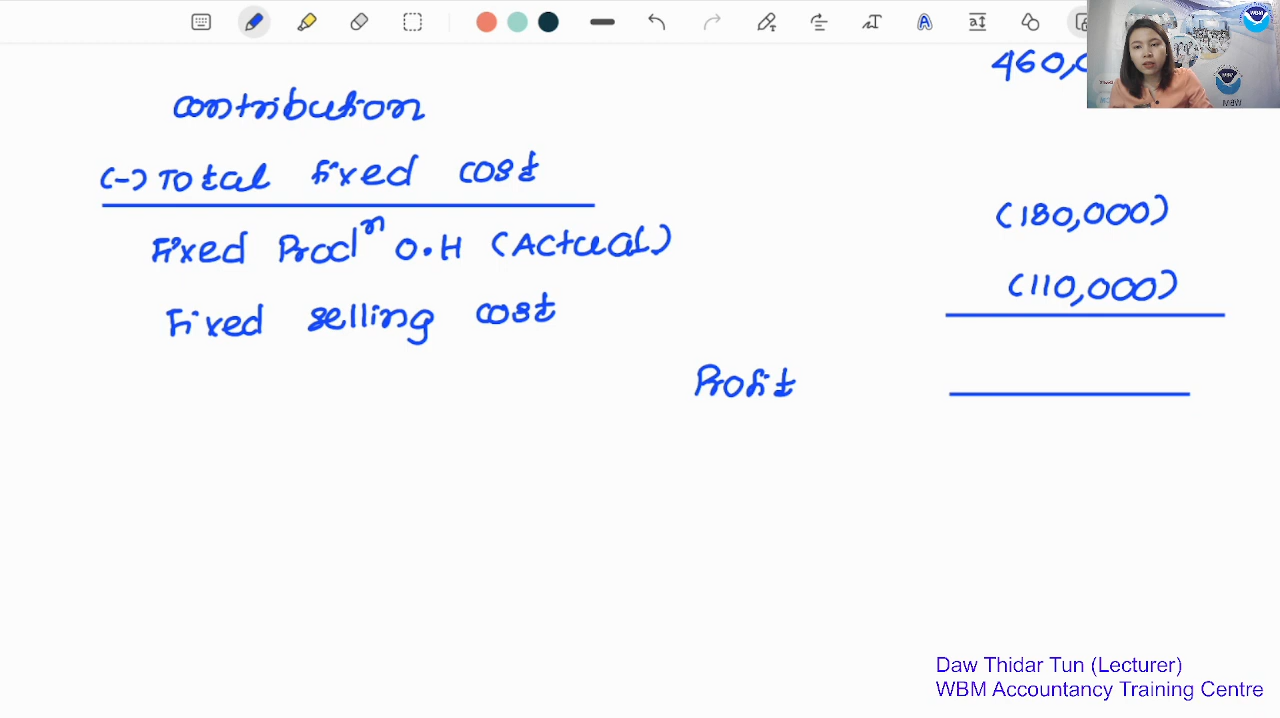 460,0
contribution
(-) Total fixed cost
(180,000)
Fixed Prodⁿ O.H (Actual)
(110,000)
Fixed selling cost
Profit
Daw Thidar Tun (Lecturer)
WBM Accountancy Training Centre